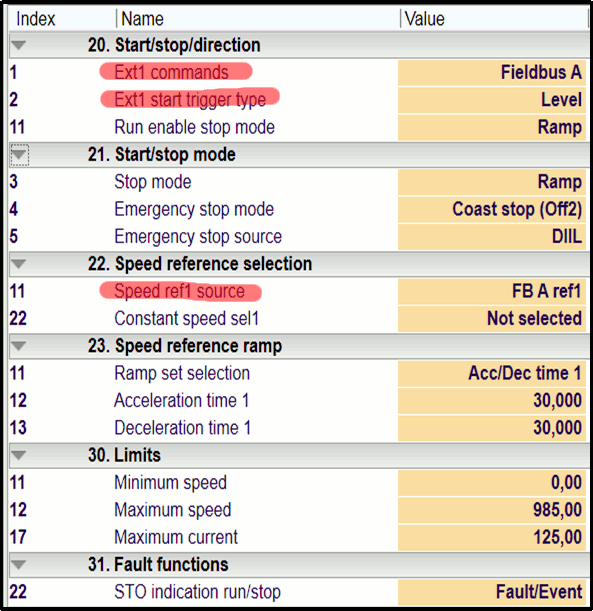 Index Name Value
20. Start/stop/direction
1 Ext1 commands Fieldbus A
2 Ext1 start trigger type Level
11 Run enable stop mode Ramp
21. Start/stop mode
3 Stop mode Ramp
4 Emergency stop mode Coast stop (Off2)
5 Emergency stop source DIIL
22. Speed reference selection
11 Speed ref1 source FB A ref1
22 Constant speed sel1 Not selected
23. Speed reference ramp
11 Ramp set selection Acc/Dec time 1
12 Acceleration time 1 30,000
13 Deceleration time 1 30,000
30. Limits
11 Minimum speed 0,00
12 Maximum speed 985,00
17 Maximum current 125,00
31. Fault functions
22 STO indication run/stop Fault/Event